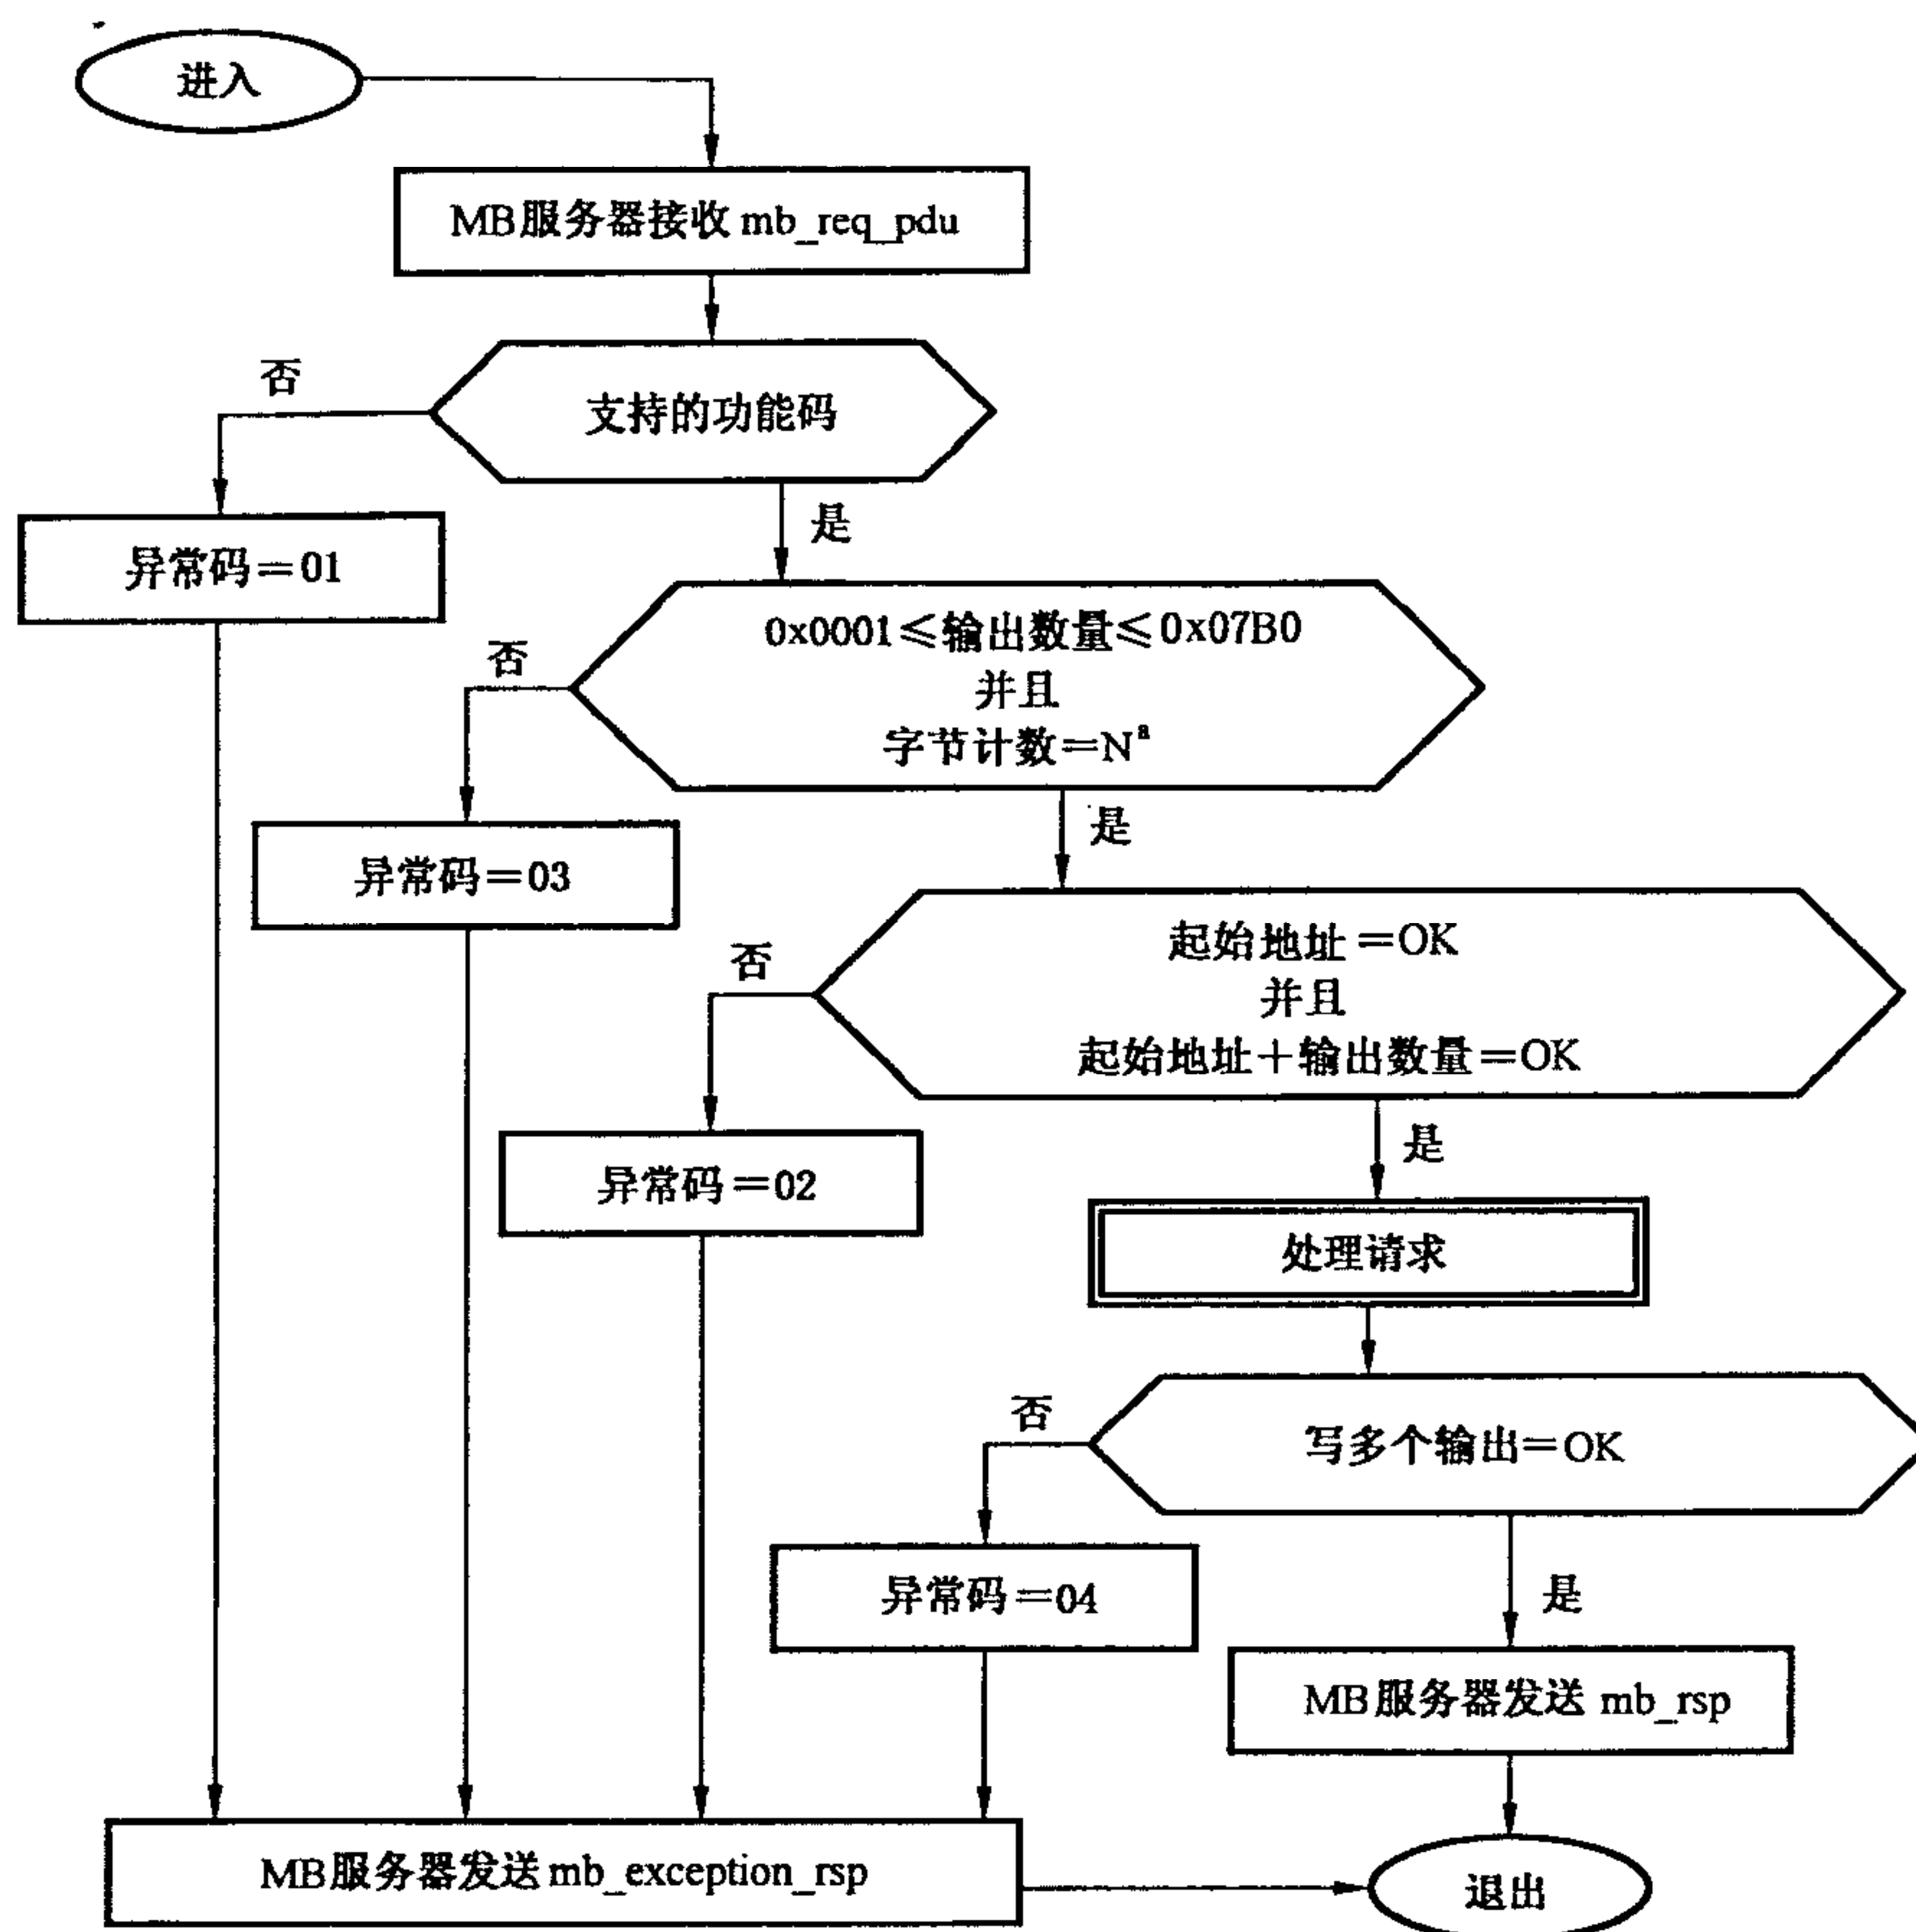 进入
MB服务器接收 mb_req_pdu
否
支持的功能码
是
异常码=01
0x0001≤输出数量≤0x07B0
并且
字节计数=Nª
否
是
异常码=03
起始地址=OK
并且
起始地址+输出数量=OK
否
是
异常码=02
处理请求
否
写多个输出=OK
异常码=04
是
MB服务器发送 mb_rsp
MB服务器发送 mb_exception_rsp
退出